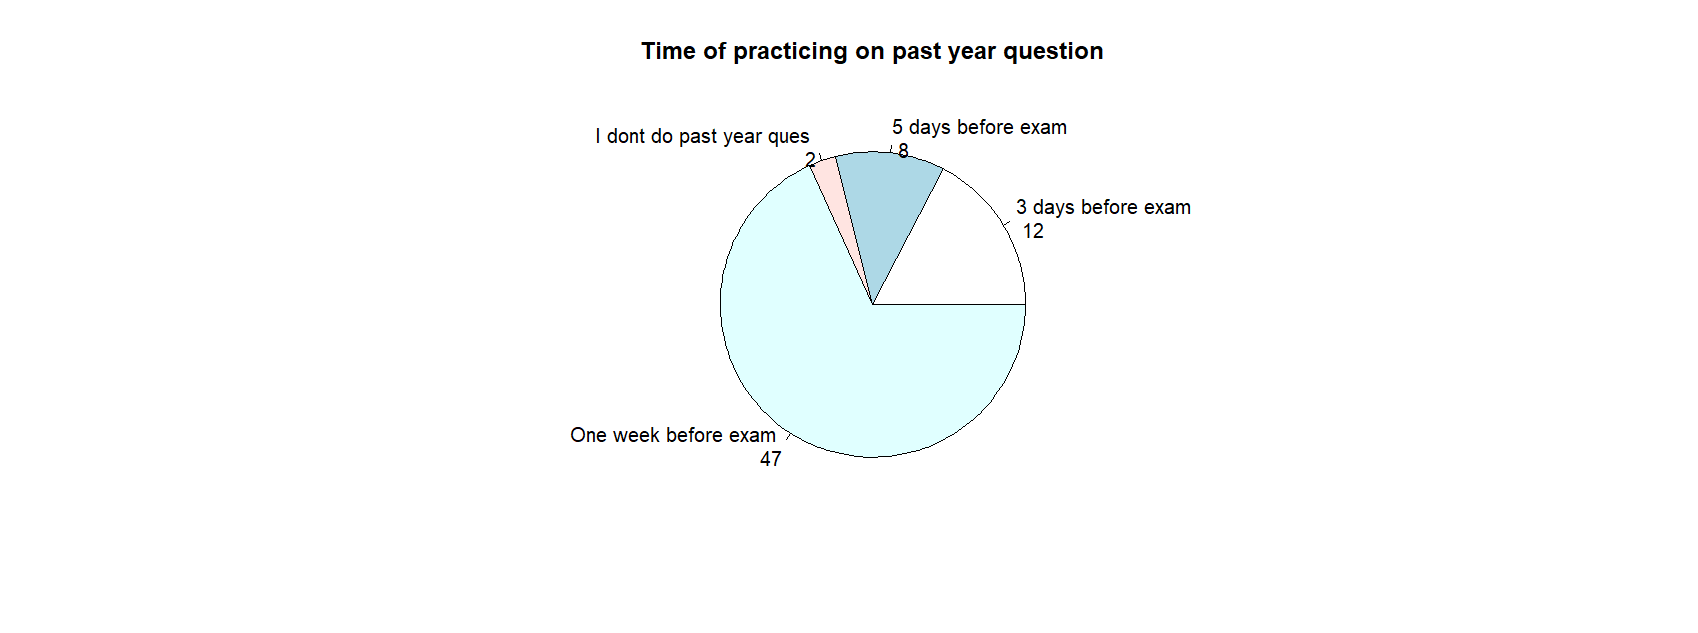 Time of practicing on past year question
I dont do past year ques
2
5 days before exam
8
3 days before exam
12
One week before exam
47